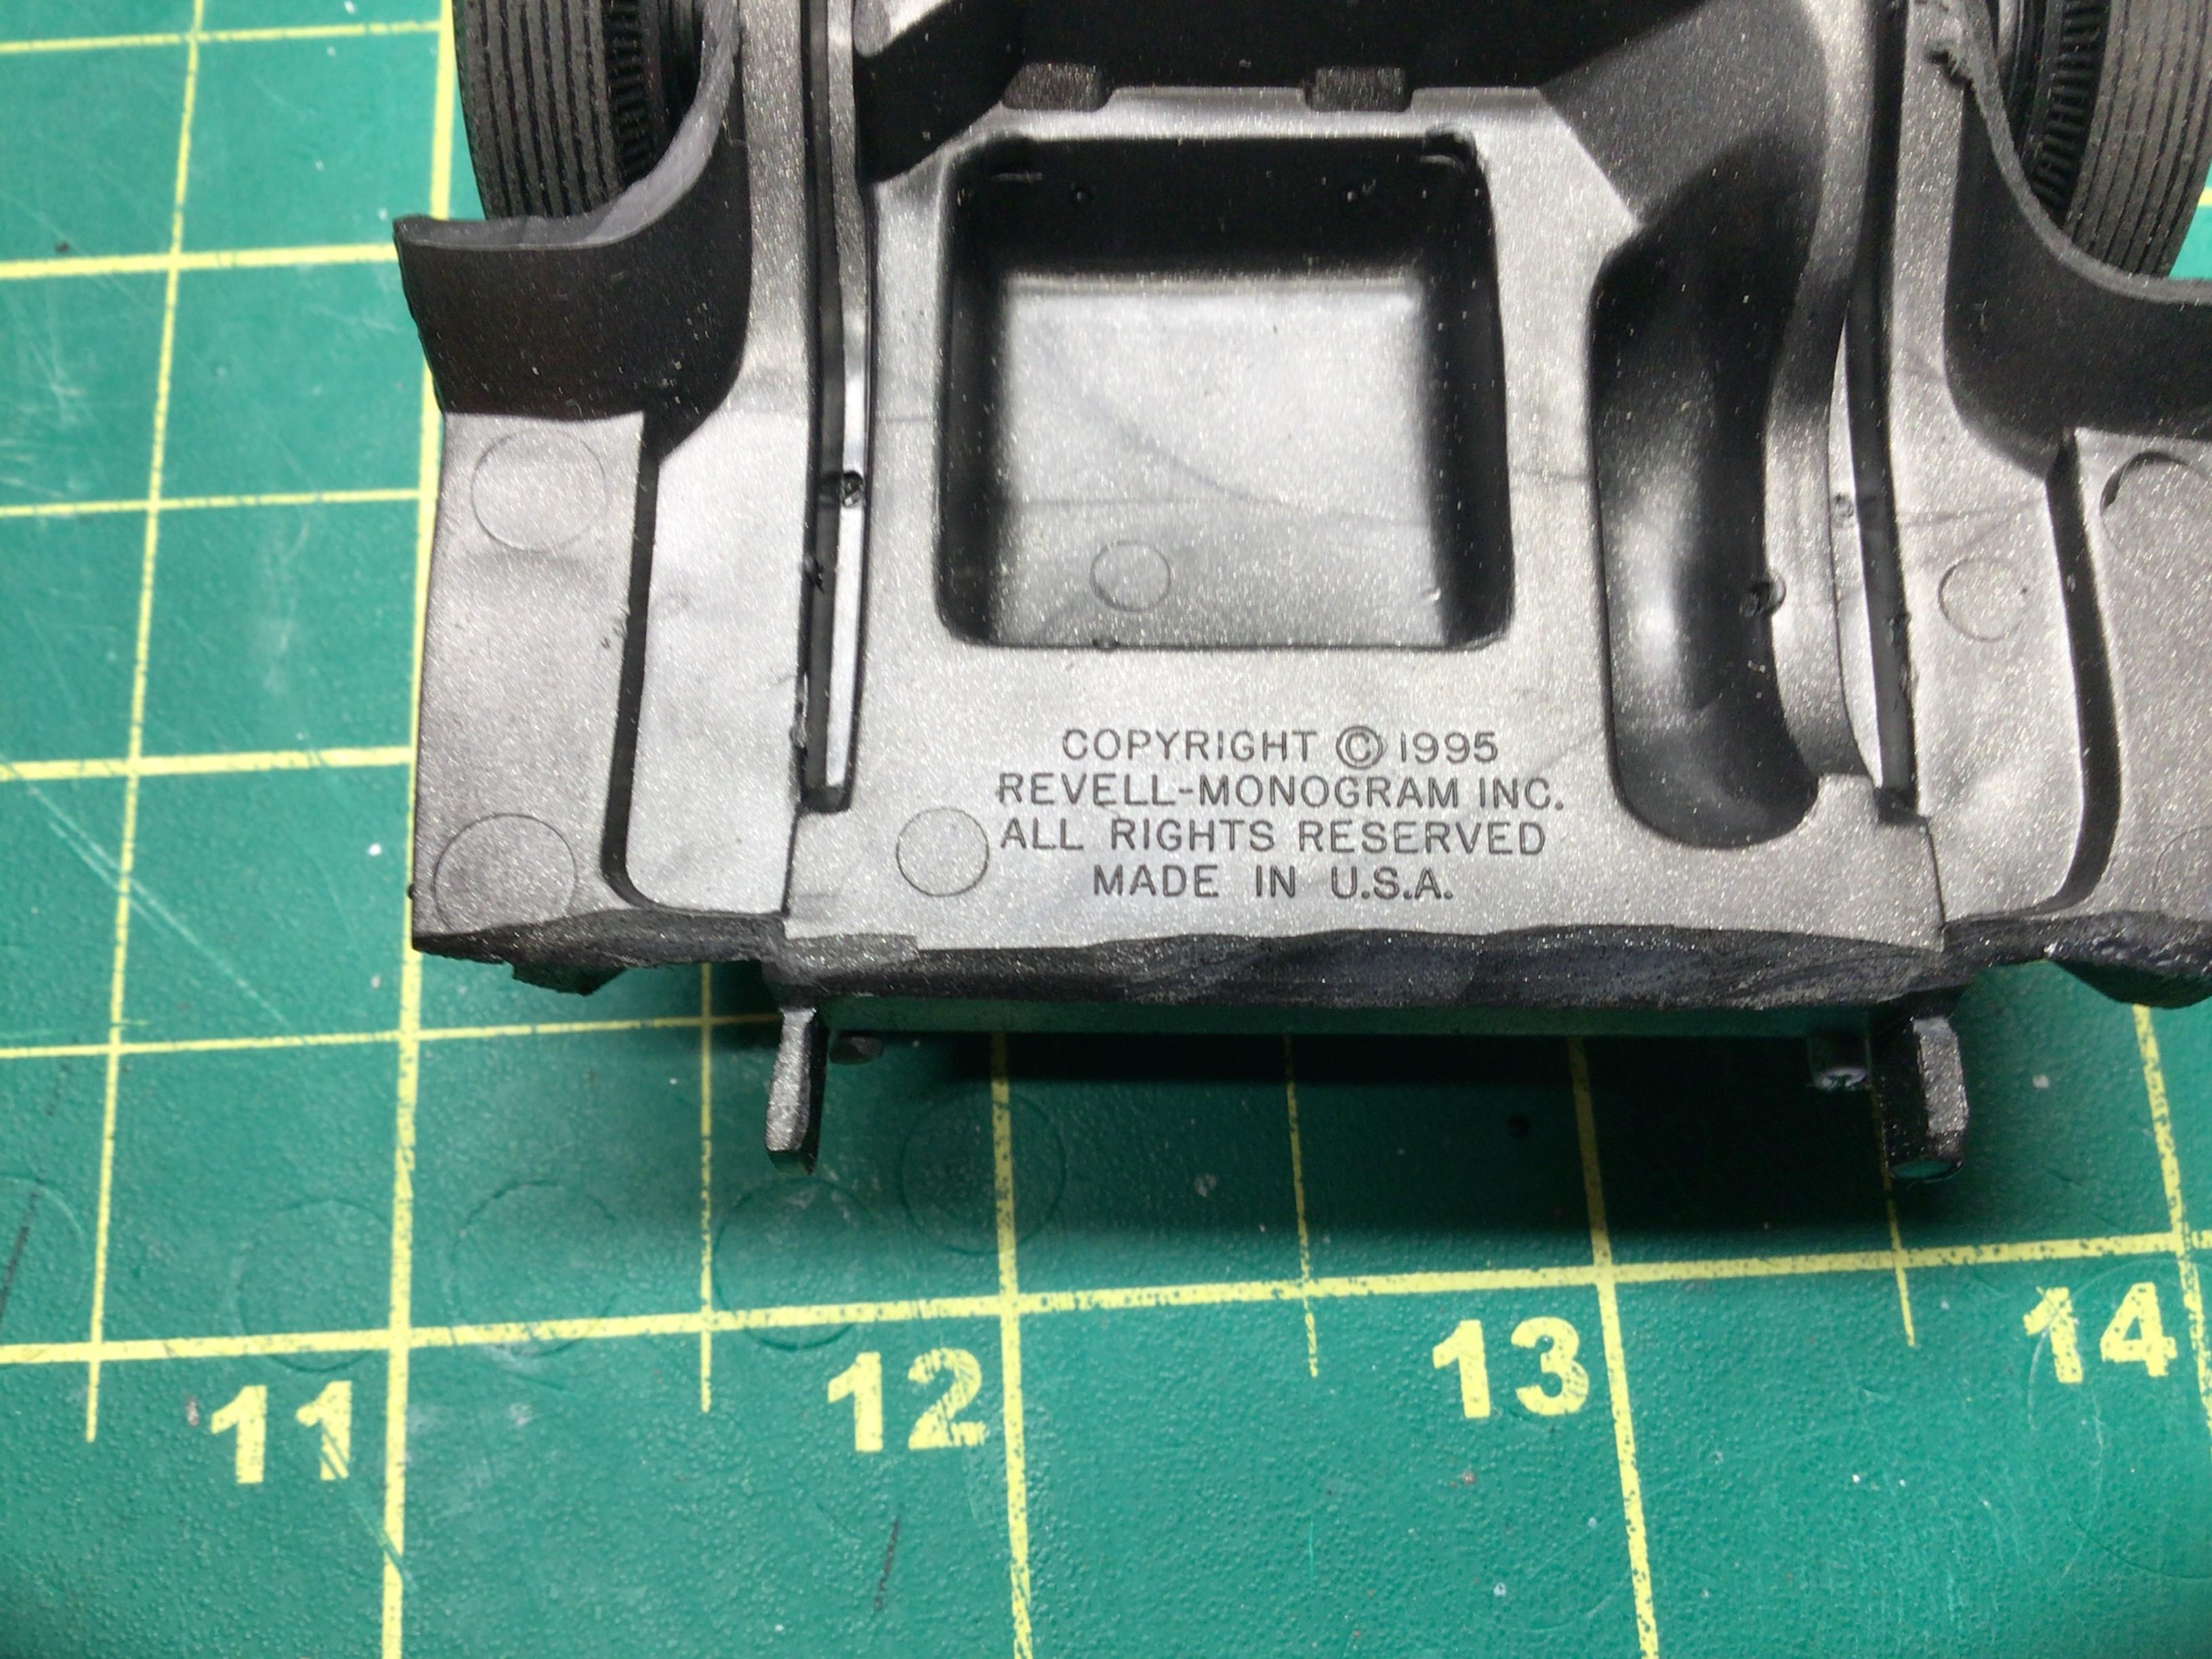 COPYRIGHT © 1995
REVELL-MONOGRAM INC.
ALL RIGHTS RESERVED
MADE IN U.S.A.
11 12 13 14